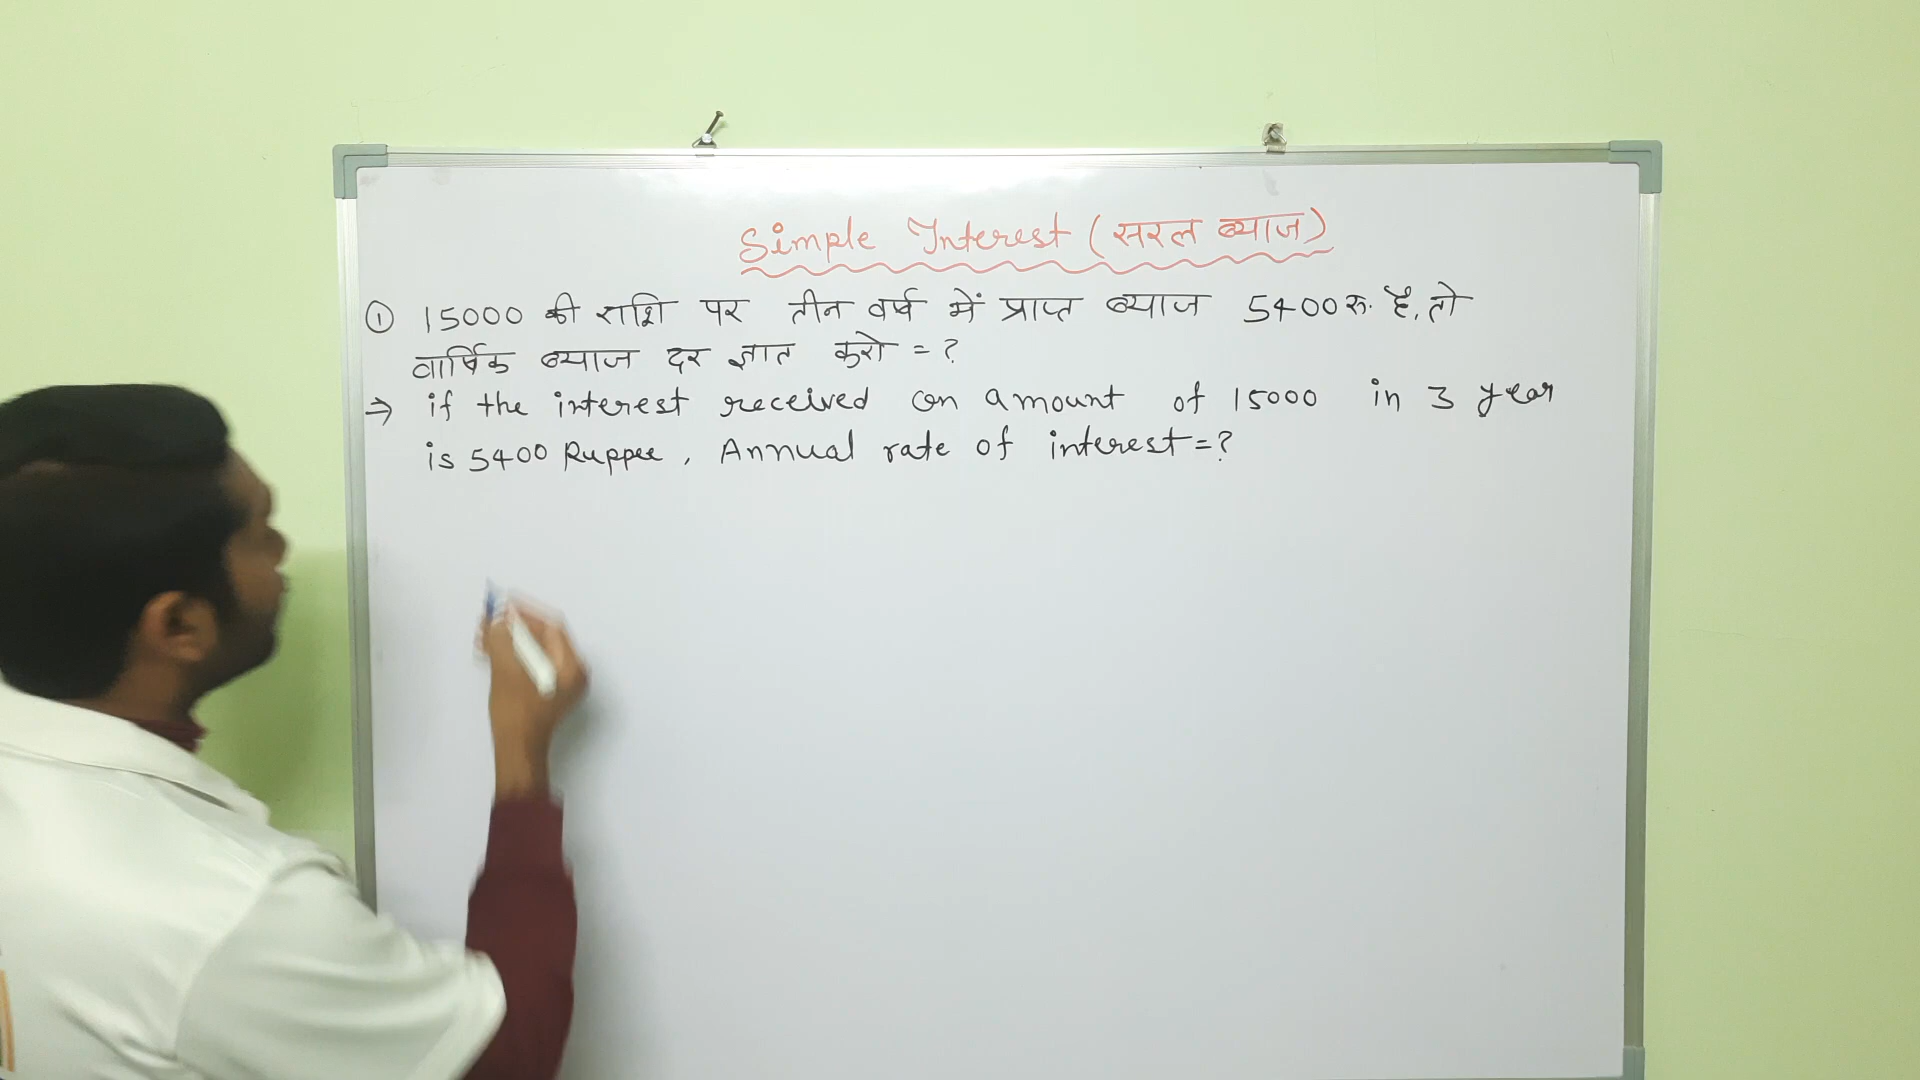 Simple Interest (सरल ब्याज)
① 15000 की राशि पर तीन वर्ष में प्राप्त ब्याज 5400 रु. है, तो
वार्षिक ब्याज दर ज्ञात करो = ?
⇒ if the interest received on amount of 15000 in 3 year
is 5400 Ruppee, Annual rate of interest = ?